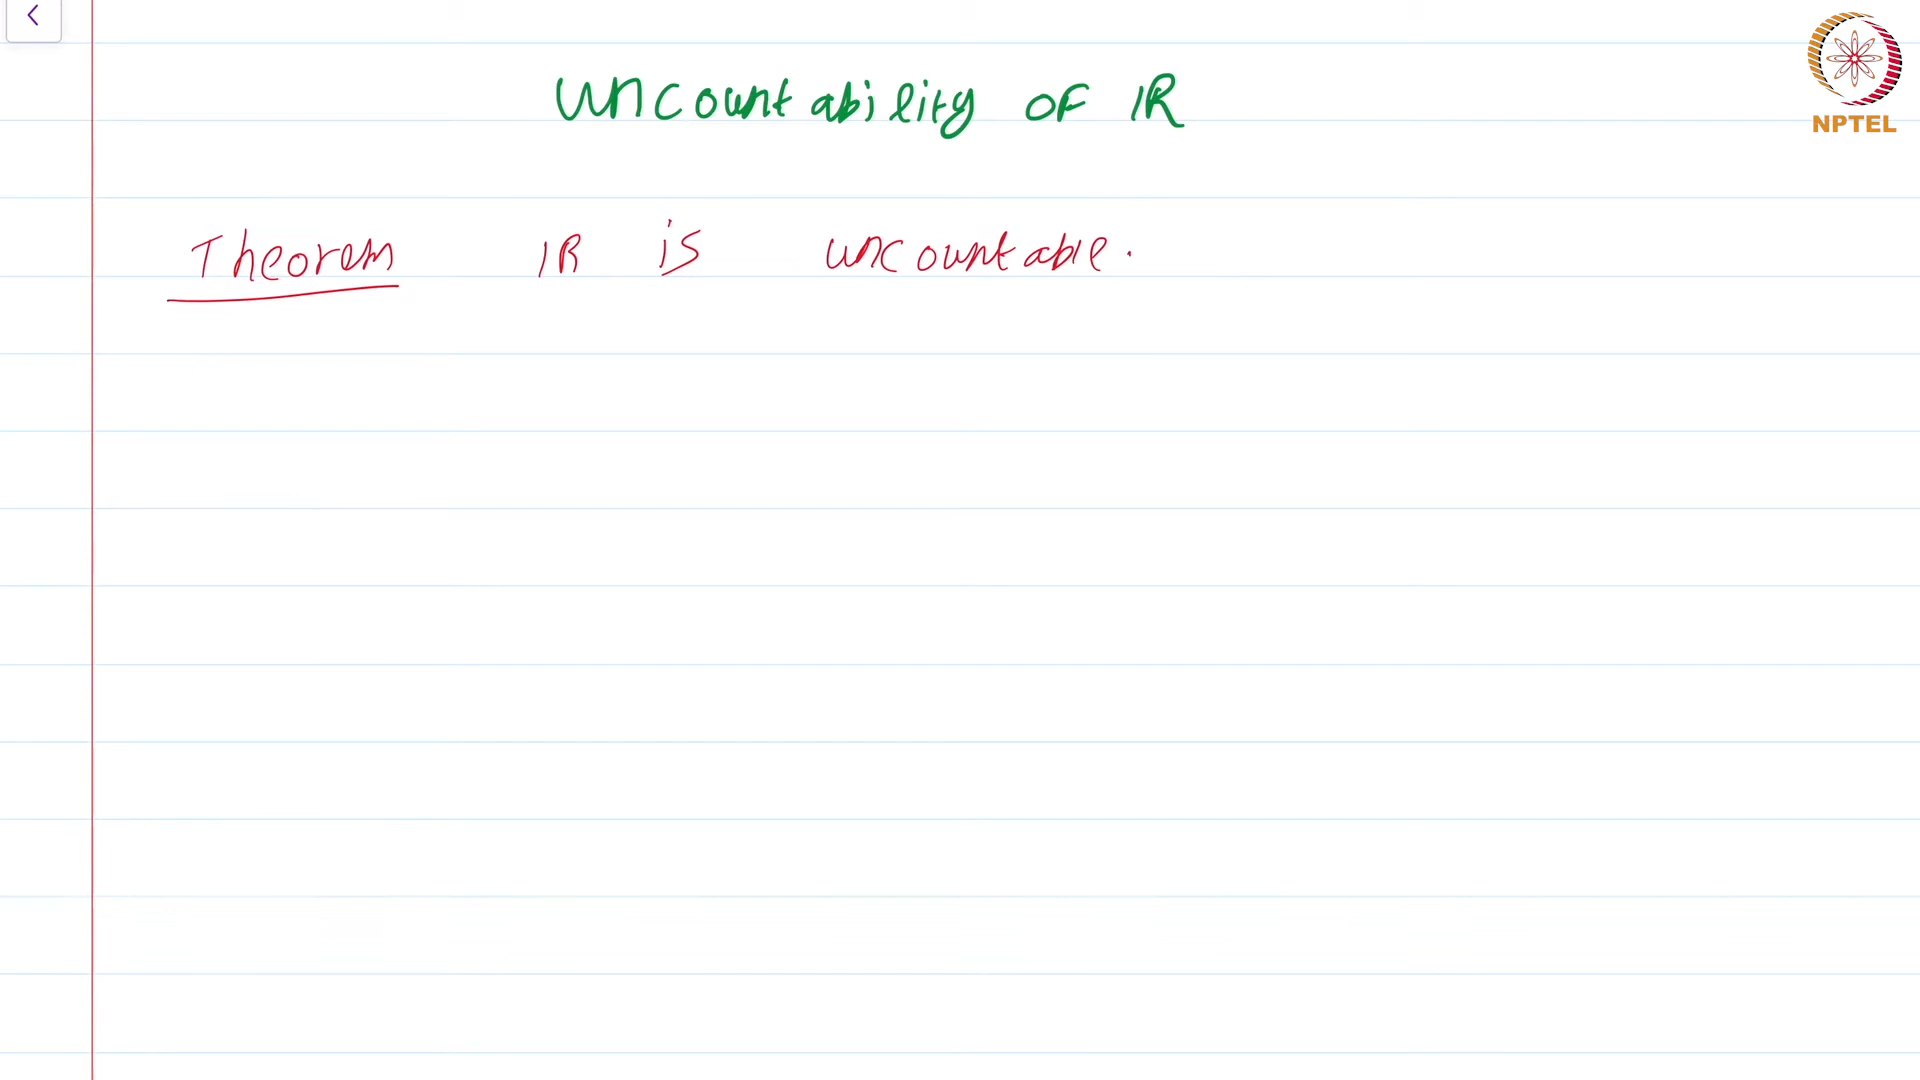 Uncountability of ℝ
NPTEL
Theorem ℝ is uncountable.